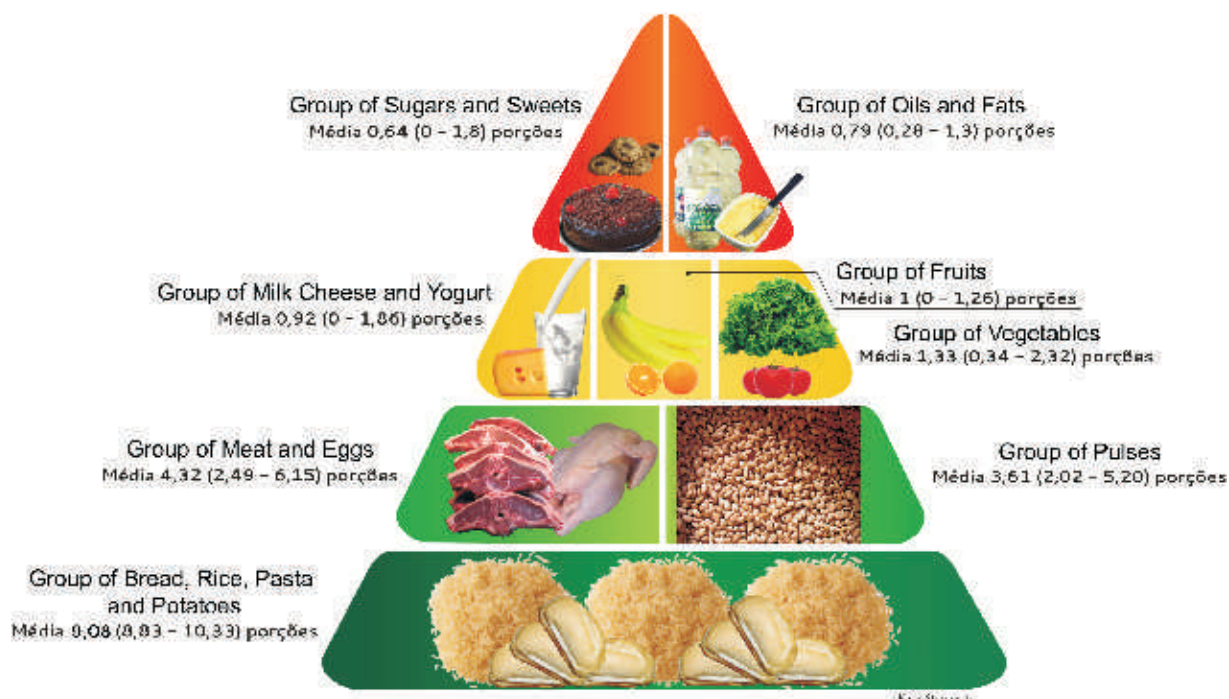 Group of Sugars and Sweets
Média 0,64 (0 – 1,8) porções
Group of Oils and Fats
Média 0,79 (0,28 – 1,3) porções
Group of Milk Cheese and Yogurt
Média 0,92 (0 – 1,86) porções
Group of Fruits
Média 1 (0 – 1,26) porções
Group of Vegetables
Média 1,33 (0,34 – 2,32) porções
Group of Meat and Eggs
Média 4,32 (2,49 – 6,15) porções
Group of Pulses
Média 3,61 (2,02 – 5,20) porções
Group of Bread, Rice, Pasta
and Potatoes
Média 9,08 (8,83 – 10,33) porções